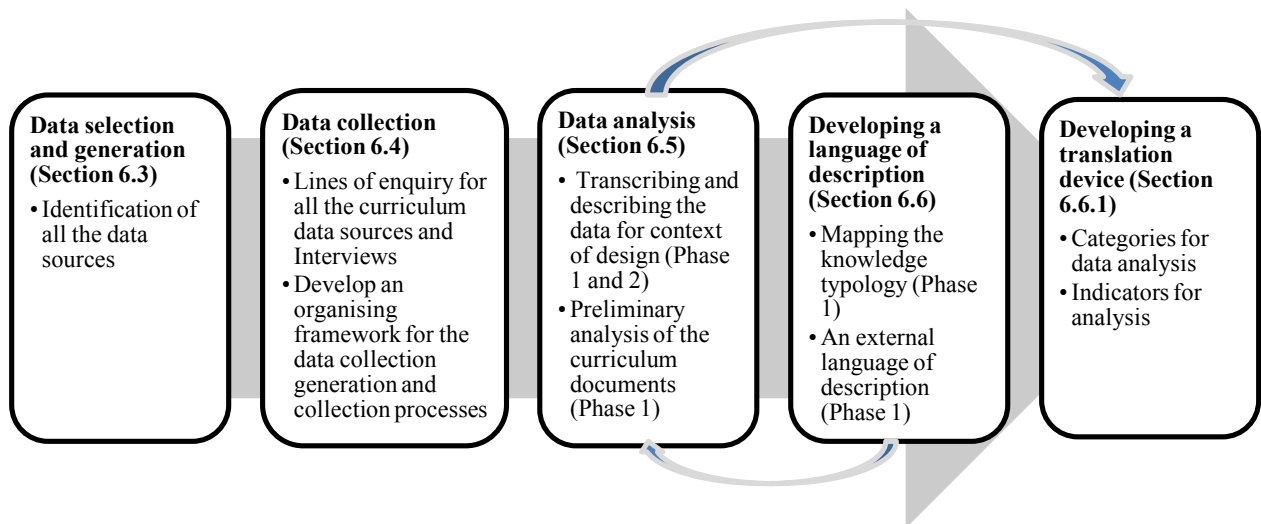 Data selection
and generation
(Section 6.3)
• Identification of
all the data
sources
Data collection
(Section 6.4)
• Lines of enquiry for
all the curriculum
data sources and
Interviews
• Develop an
organising
framework for the
data collection
generation and
collection processes
Data analysis
(Section 6.5)
• Transcribing and
describing the
data for context
of design (Phase
1 and 2)
• Preliminary
analysis of the
curriculum
documents
(Phase 1)
Developing a
language of
description
(Section 6.6)
• Mapping the
knowledge
typology (Phase
1)
• An external
language of
description
(Phase 1)
Developing a
translation
device (Section
6.6.1)
• Categories for
data analysis
• Indicators for
analysis